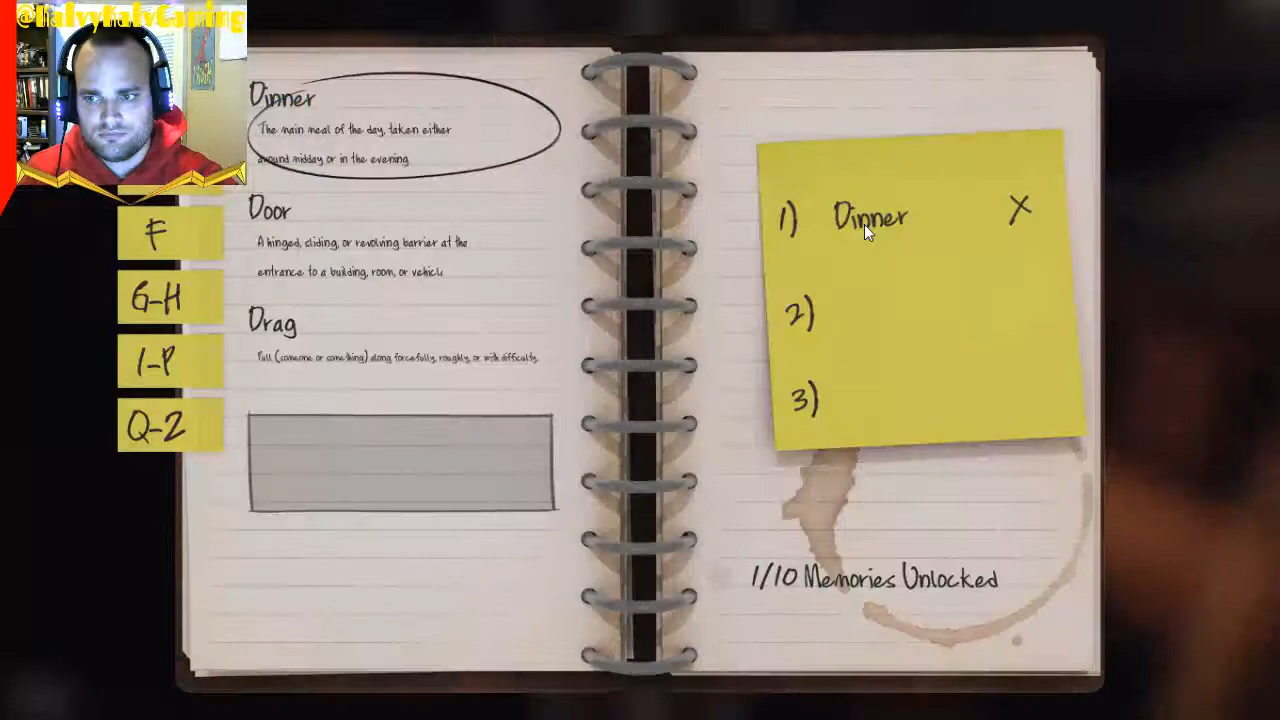 @KalvyKalvGaming
Dinner
The main meal of the day, taken either
around midday or in the evening.
Door
A hinged, sliding, or revolving barrier at the
entrance to a building, room, or vehicle.
Drag
Pull (someone or something) along forcefully, roughly, or with difficulty.
F
G-H
I-P
Q-Z
1) Dinner X
2)
3)
1/10 Memories Unlocked